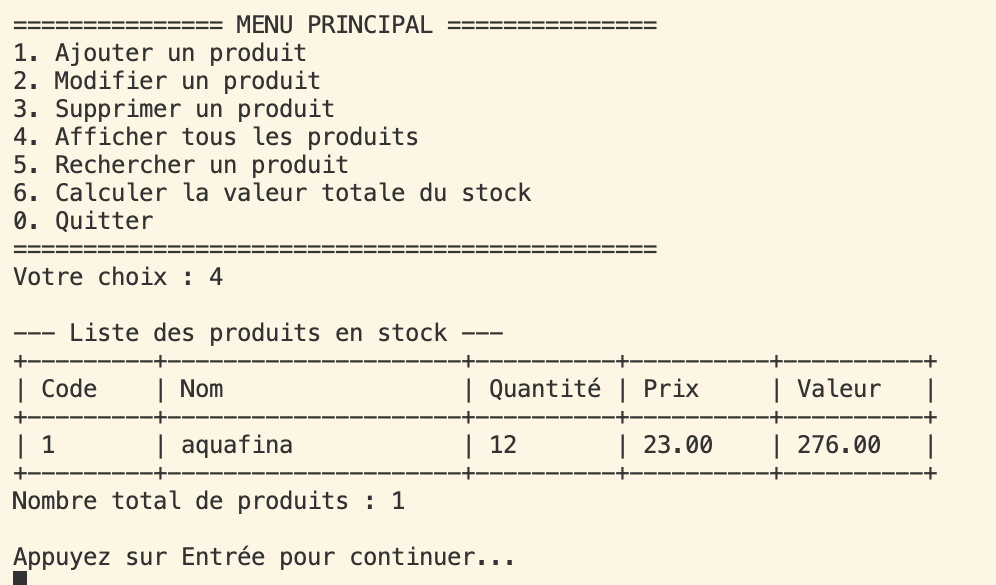 =============== MENU PRINCIPAL ===============
1. Ajouter un produit
2. Modifier un produit
3. Supprimer un produit
4. Afficher tous les produits
5. Rechercher un produit
6. Calculer la valeur totale du stock
0. Quitter
==============================================
Votre choix : 4

--- Liste des produits en stock ---
+---------+---------------------+----------+----------+----------+
| Code    | Nom                 | Quantité | Prix     | Valeur   |
+---------+---------------------+----------+----------+----------+
| 1       | aquafina            | 12       | 23.00    | 276.00   |
+---------+---------------------+----------+----------+----------+
Nombre total de produits : 1

Appuyez sur Entrée pour continuer...